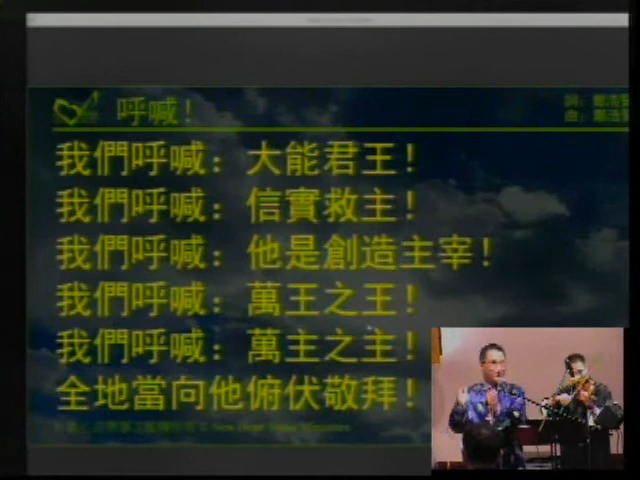 呼喊!
詞:
曲:
我們呼喊：大能君王!
我們呼喊：信實救主!
我們呼喊：他是創造主宰!
我們呼喊：萬王之王!
我們呼喊：萬主之主!
全地當向他俯伏敬拜!